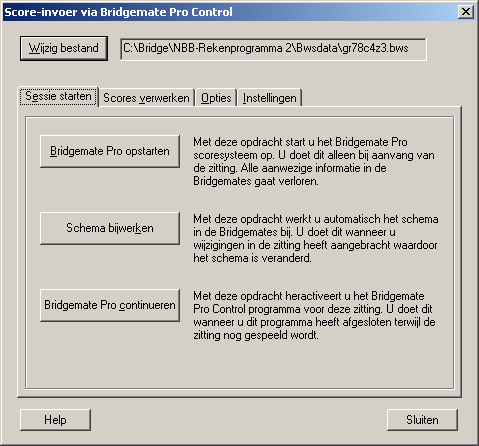 Score-invoer via Bridgemate Pro Control
Wijzig bestand
C:\Bridge\NBB-Rekenprogramma 2\Bwsdata\gr78c4z3.bws
Sessie starten
Scores verwerken
Opties
Instellingen
Bridgemate Pro opstarten
Met deze opdracht start u het Bridgemate Pro
scoresysteem op. U doet dit alleen bij aanvang van
de zitting. Alle aanwezige informatie in de
Bridgemates gaat verloren.
Schema bijwerken
Met deze opdracht werkt u automatisch het schema
in de Bridgemates bij. U doet dit wanneer u
wijzigingen in de zitting heeft aangebracht waardoor
het schema is veranderd.
Bridgemate Pro continueren
Met deze opdracht heractiveert u het Bridgemate
Pro Control programma voor deze zitting. U doet dit
wanneer u dit programma heeft afgesloten terwijl de
zitting nog gespeeld wordt.
Help
Sluiten